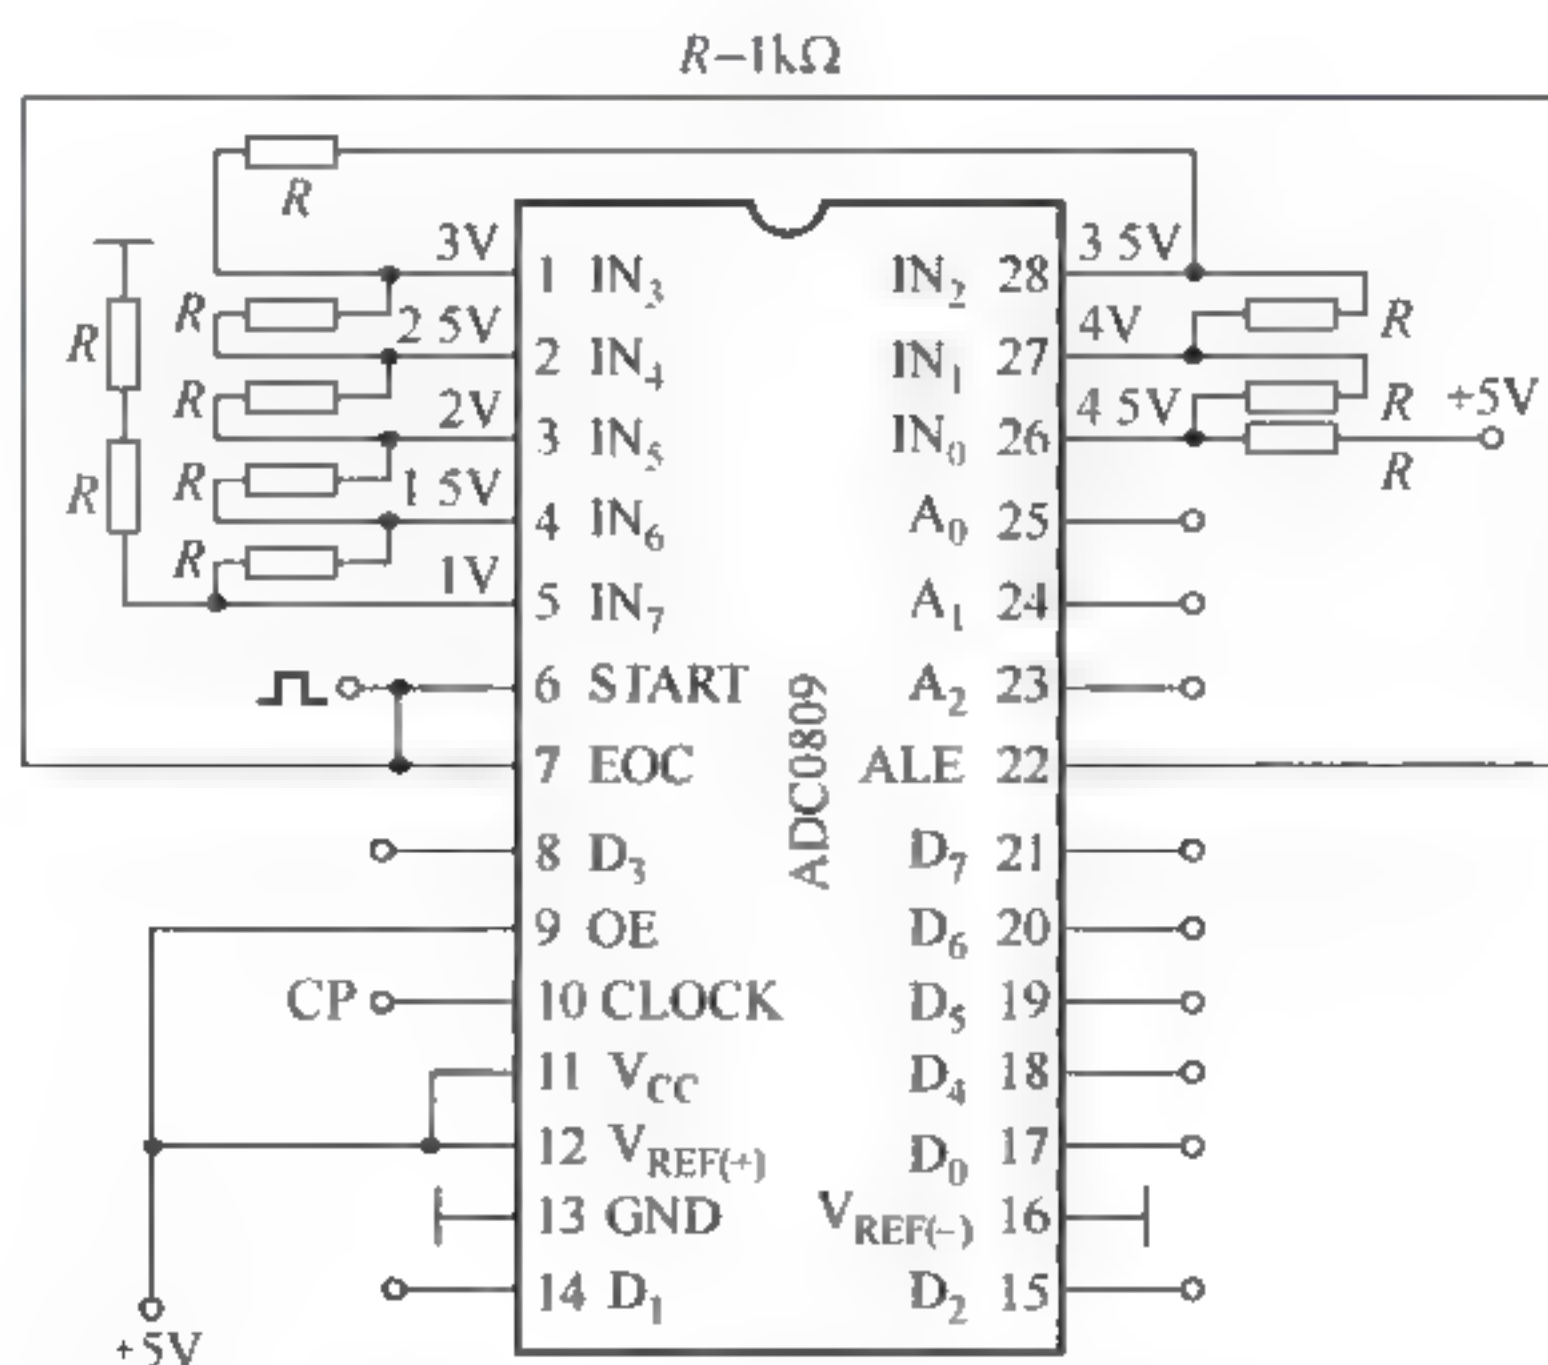 R–1kΩ
R
3V
1 IN3
IN2 28
3 5V
R
R
2 5V
2 IN4
IN1 27
4V
R
R
2V
3 IN5
IN0 26
4 5V
R
+5V
R
R
R
1 5V
4 IN6
A0 25
R
1V
5 IN7
A1 24
6 START
A2 23
7 EOC
ALE 22
ADC0809
8 D3
D7 21
9 OE
D6 20
CP
10 CLOCK
D5 19
11 VCC
D4 18
12 VREF(+)
D0 17
13 GND
VREF(−) 16
14 D1
D2 15
+5V